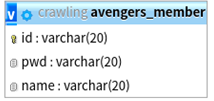 v crawling avengers_member
id : varchar(20)
pwd : varchar(20)
name : varchar(20)